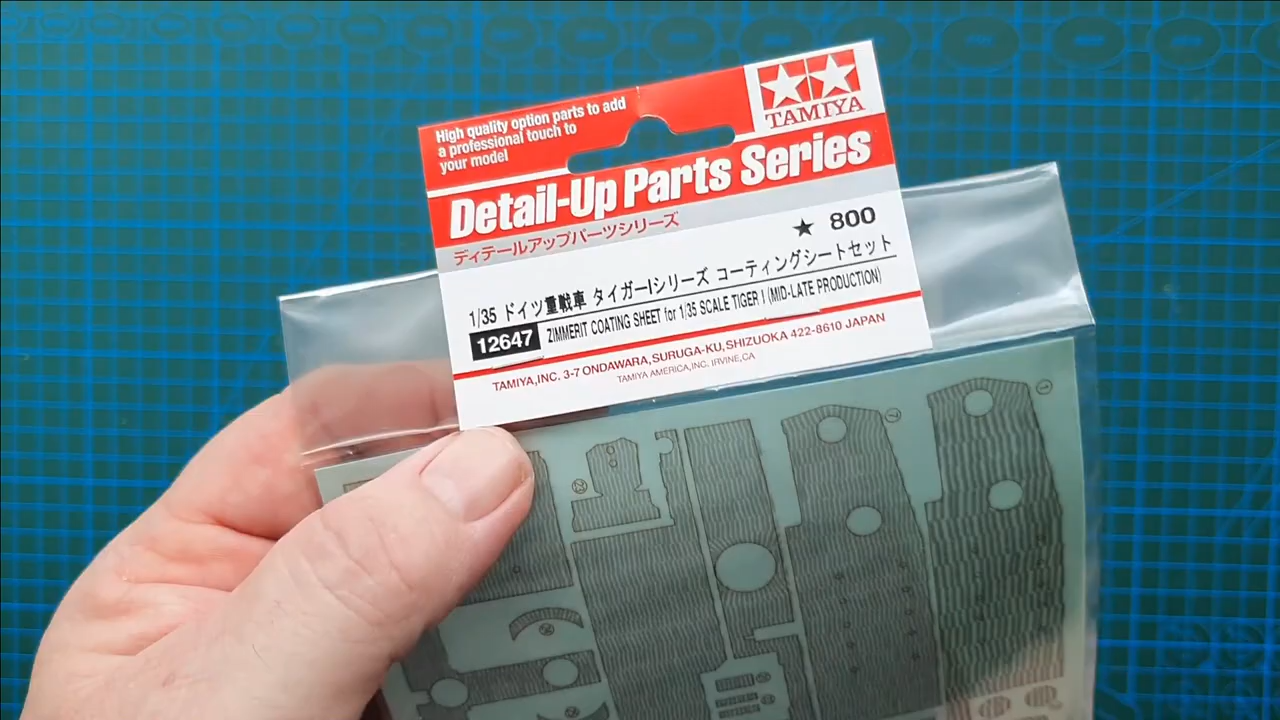 High quality option parts to add
a professional touch to
your model
TAMIYA
Detail-Up Parts Series
ディテールアップパーツシリーズ
★ 800
1/35 ドイツ重戦車 タイガーIシリーズ コーティングシートセット
12647 ZIMMERIT COATING SHEET for 1/35 SCALE TIGER I (MID-LATE PRODUCTION)
TAMIYA,INC. 3-7 ONDAWARA,SURUGA-KU,SHIZUOKA 422-8610 JAPAN
TAMIYA AMERICA,INC. IRVINE,CA
7
1